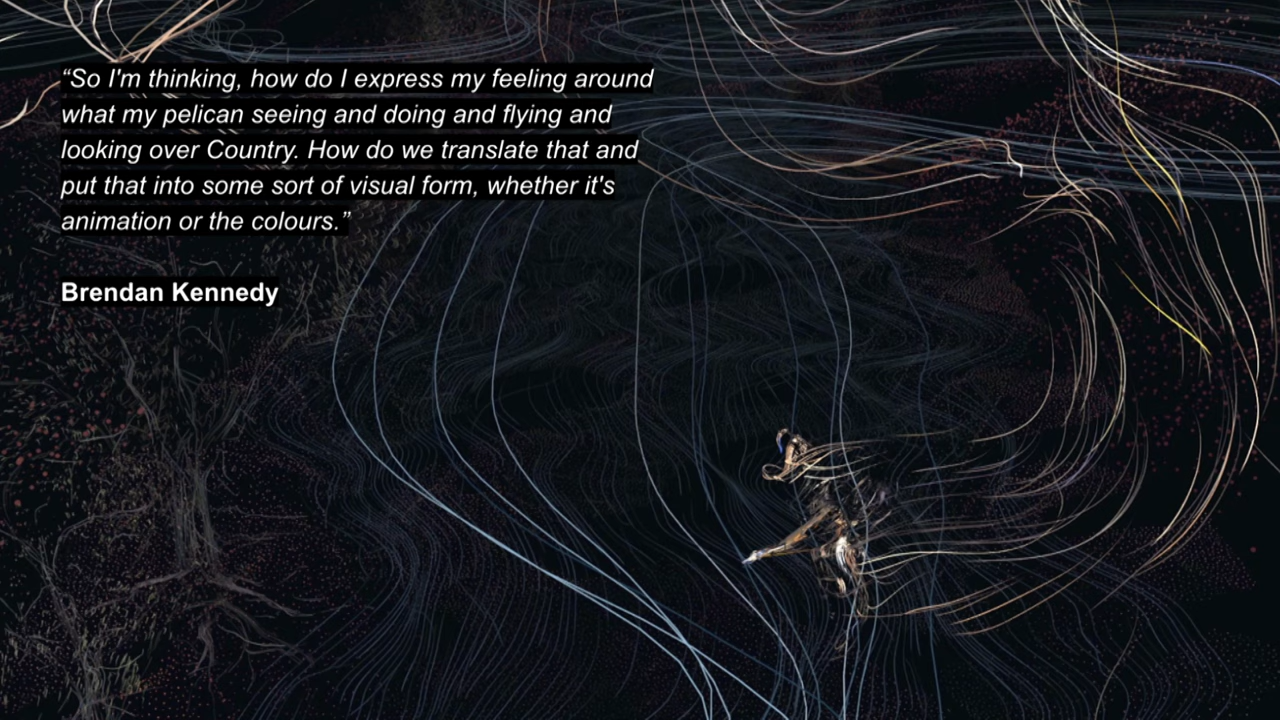 “So I'm thinking, how do I express my feeling around
what my pelican seeing and doing and flying and
looking over Country. How do we translate that and
put that into some sort of visual form, whether it's
animation or the colours.”
Brendan Kennedy